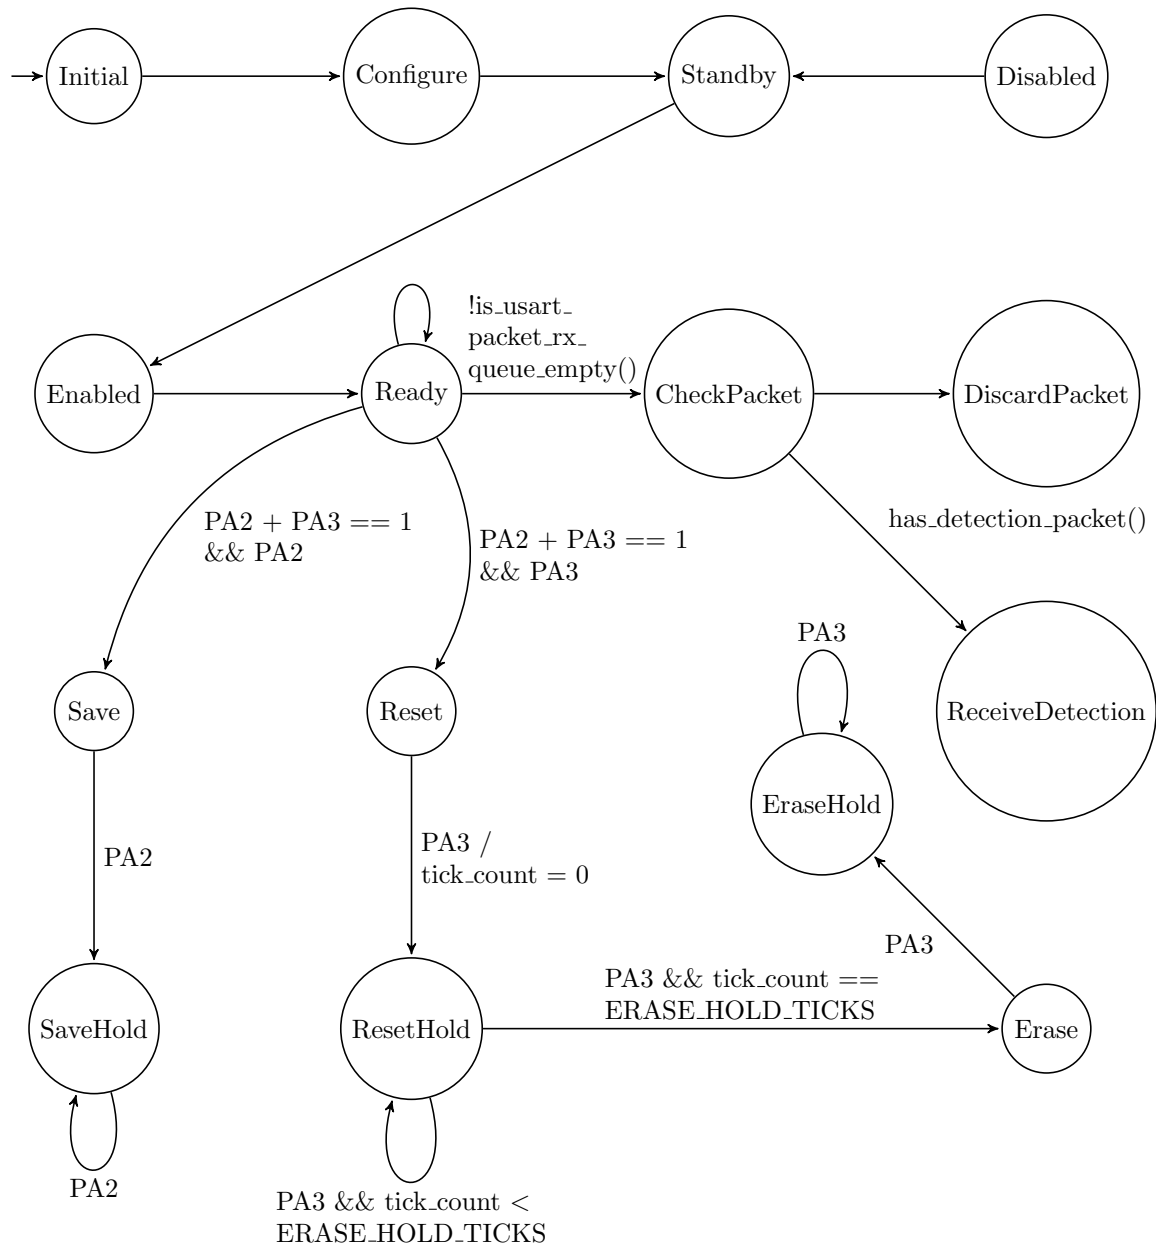 Initial
Configure
Standby
Disabled
!is_usart_
packet_rx_
queue_empty()
Enabled
Ready
CheckPacket
DiscardPacket
PA2 + PA3 == 1
&& PA2
PA2 + PA3 == 1
&& PA3
has_detection_packet()
PA3
Save
Reset
ReceiveDetection
EraseHold
PA2
PA3 /
tick_count = 0
PA3
PA3 && tick_count ==
ERASE_HOLD_TICKS
SaveHold
ResetHold
Erase
PA2
PA3 && tick_count <
ERASE_HOLD_TICKS